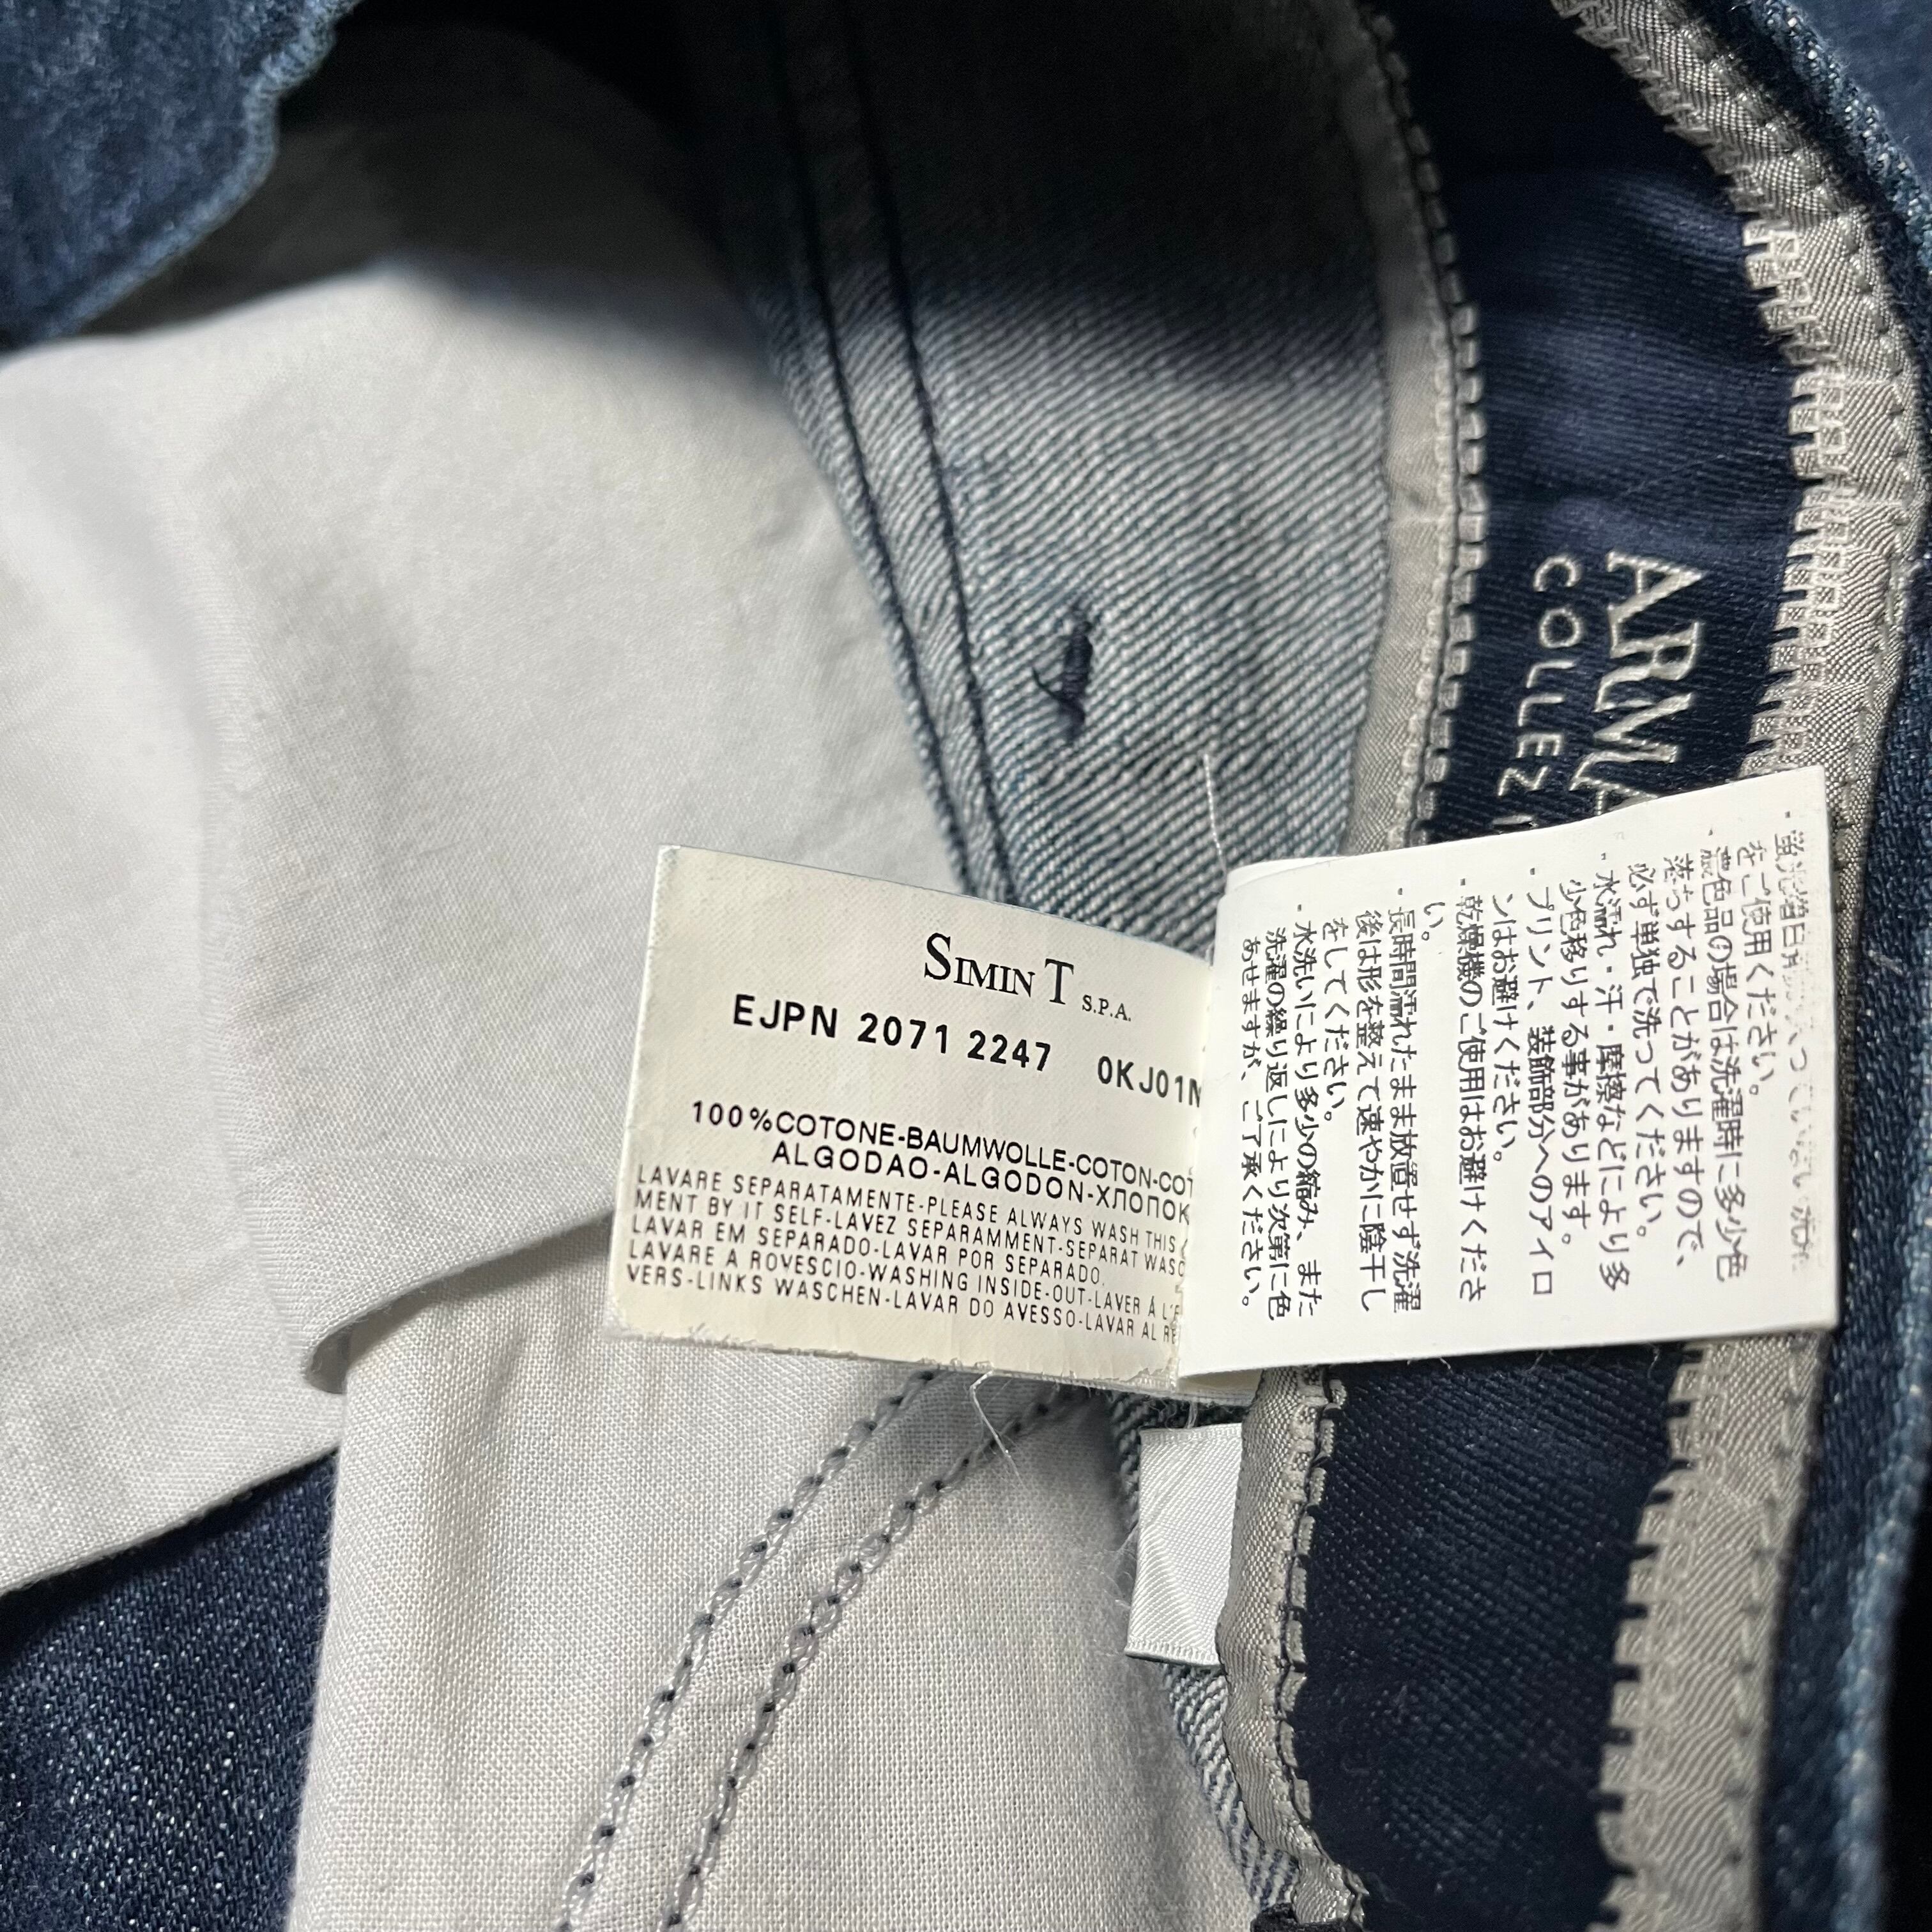 ARMA
COLLEZ
SIMIN T S.P.A.
EJPN 2071 2247 0KJ01
100%COTONE-BAUMWOLLE-COTON-COT
ALGODAO-ALGODON-ХЛОПОК
LAVARE SEPARATAMENTE-PLEASE ALWAYS WASH THIS
MENT BY IT SELF-LAVEZ SEPARAMMENT-SEPARAT WASC
LAVAR EM SEPARADO-LAVAR POR SEPARADO.
LAVARE A ROVESCIO-WASHING INSIDE-OUT-LAVER Á L'
VERS-LINKS WASCHEN-LAVAR DO AVESSO-LAVAR AL RE
をご使用ください。
・濃色品の場合は洗濯時に多少色
落ちすることがありますので、
必ず単独で洗ってください。
・水濡れ・汗・摩擦などにより多
少色移りする事があります。
・プリント、装飾部分へのアイロ
ンはお避けください。
・乾燥機のご使用はお避けくださ
い。
・長時間濡れたまま放置せず洗濯
後は形を整えて速やかに陰干し
をしてください。
・水洗いにより多少の縮み、また
洗濯の繰り返しにより次第に色
あせますが、ご了承ください。